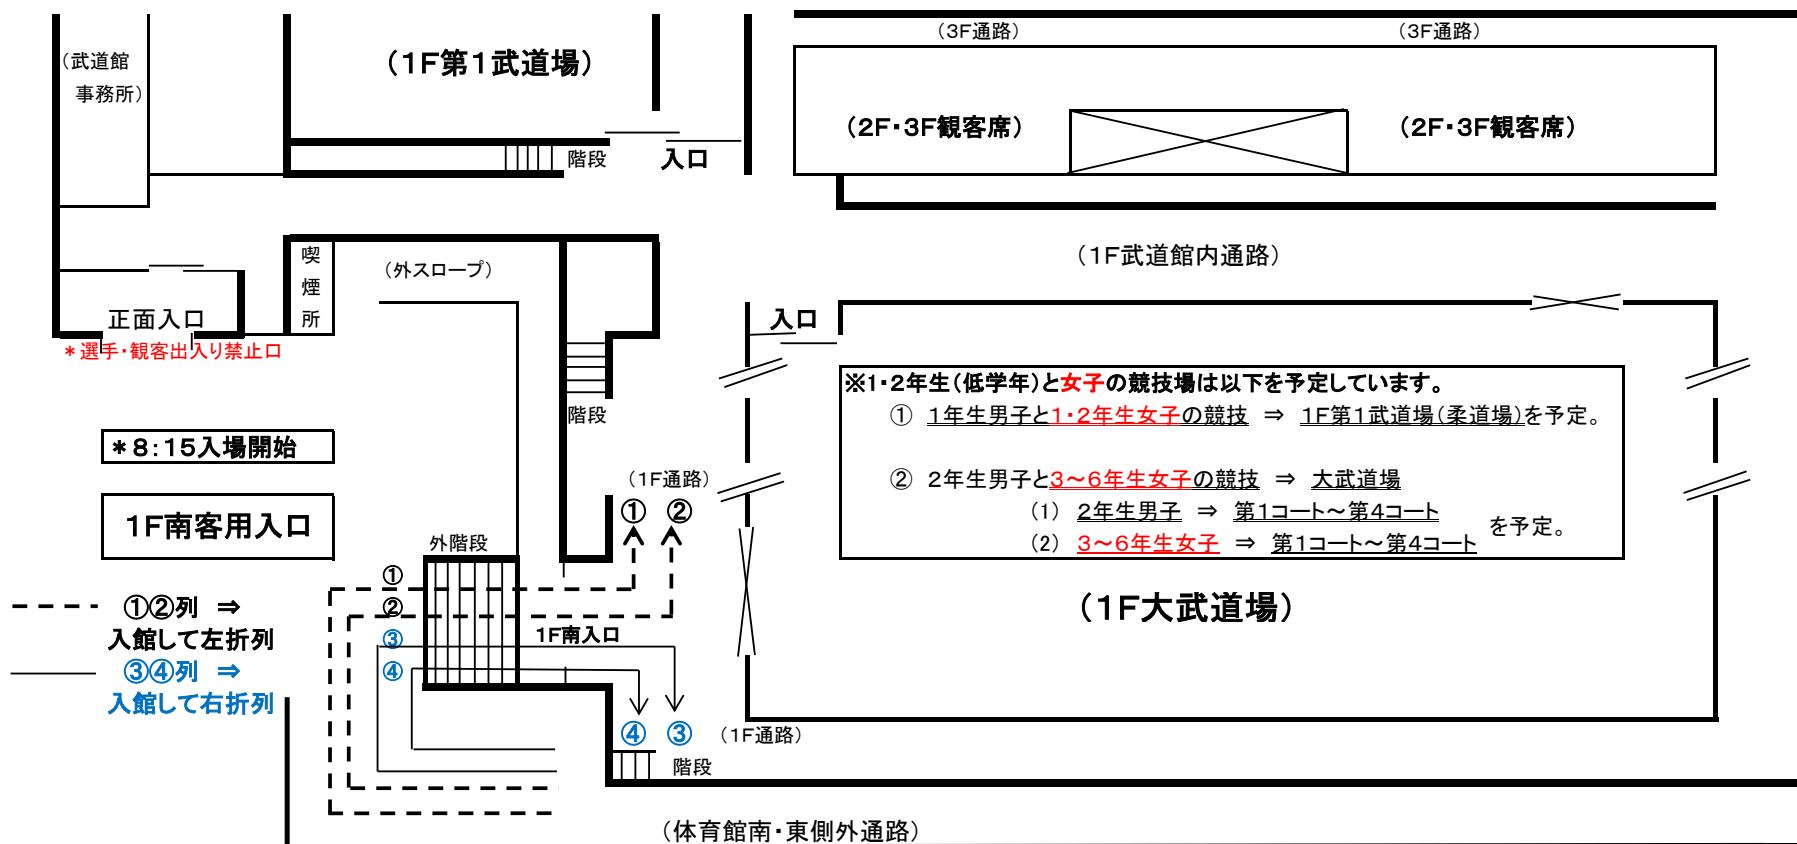 （3F通路）
（3F通路）
（武道館
事務所）
（1F第1武道場）
（2F・3F観客席）
（2F・3F観客席）
階段
入口
喫煙所
（外スロープ）
（1F武道館内通路）
正面入口
入口
＊選手・観客出入り禁止口
※1・2年生（低学年）と女子の競技場は以下を予定しています。
① 1年生男子と1・2年生女子の競技 ⇒ 1F第1武道場（柔道場）を予定。
階段
＊8：15入場開始
（1F通路）
② 2年生男子と3～6年生女子の競技 ⇒ 大武道場
① ②
（1） 2年生男子 ⇒ 第1コート～第4コート
を予定。
（2） 3～6年生女子 ⇒ 第1コート～第4コート
1F南客用入口
外階段
①
②
③
④
1F南入口
（1F大武道場）
①②列 ⇒
入館して左折列
③④列 ⇒
入館して右折列
④ ③ （1F通路）
階段
（体育館南・東側外通路）